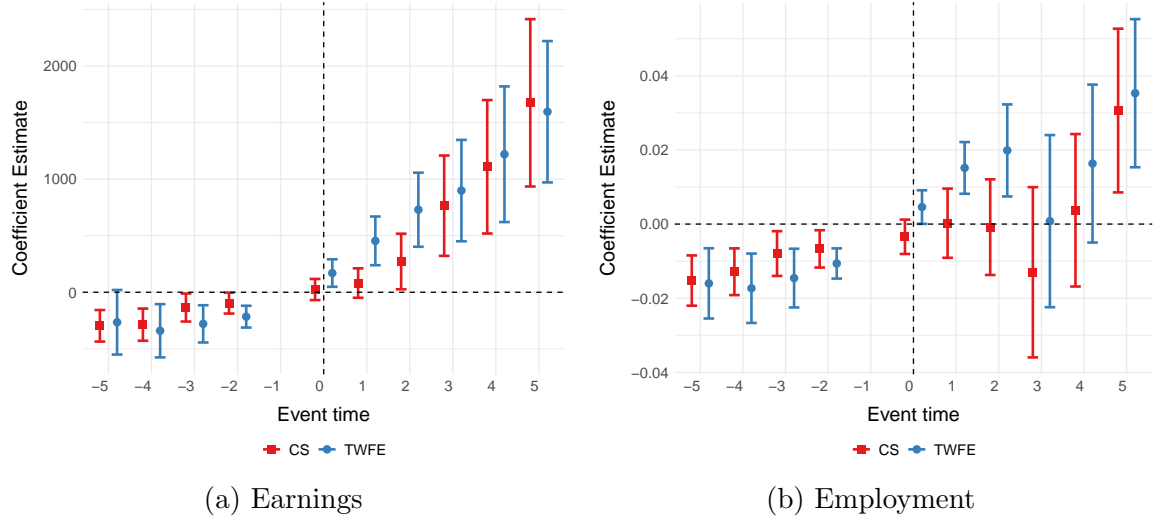 Coefficient Estimate
2000
1000
0
−5 −4 −3 −2 −1 0 1 2 3 4 5
Event time
CS TWFE
(a) Earnings
Coefficient Estimate
0.04
0.02
0.00
−0.02
−0.04
−5 −4 −3 −2 −1 0 1 2 3 4 5
Event time
CS TWFE
(b) Employment